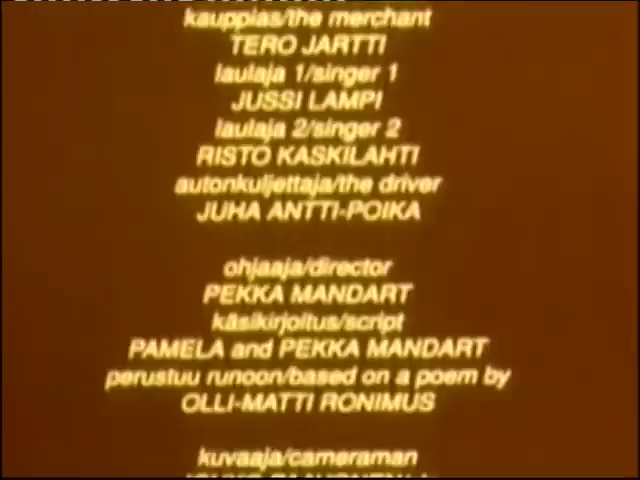 kauppias/the merchant
TERO JARTTI
laulaja 1/singer 1
JUSSI LAMPI
laulaja 2/singer 2
RISTO KASKILAHTI
autonkuljettaja/the driver
JUHA ANTTI-POIKA
ohjaaja/director
PEKKA MANDART
käsikirjoitus/script
PAMELA and PEKKA MANDART
perustuu runoon/based on a poem by
OLLI-MATTI RONIMUS
kuvaaja/cameraman